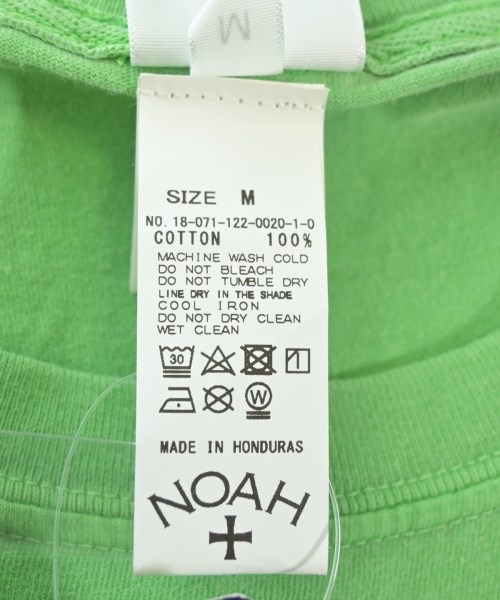 M
SIZE M
NO. 18-071-122-0020-1-0
COTTON 100%
MACHINE WASH COLD
DO NOT BLEACH
DO NOT TUMBLE DRY
LINE DRY IN THE SHADE
COOL IRON
DO NOT DRY CLEAN
WET CLEAN
30
W
MADE IN HONDURAS
NOAH